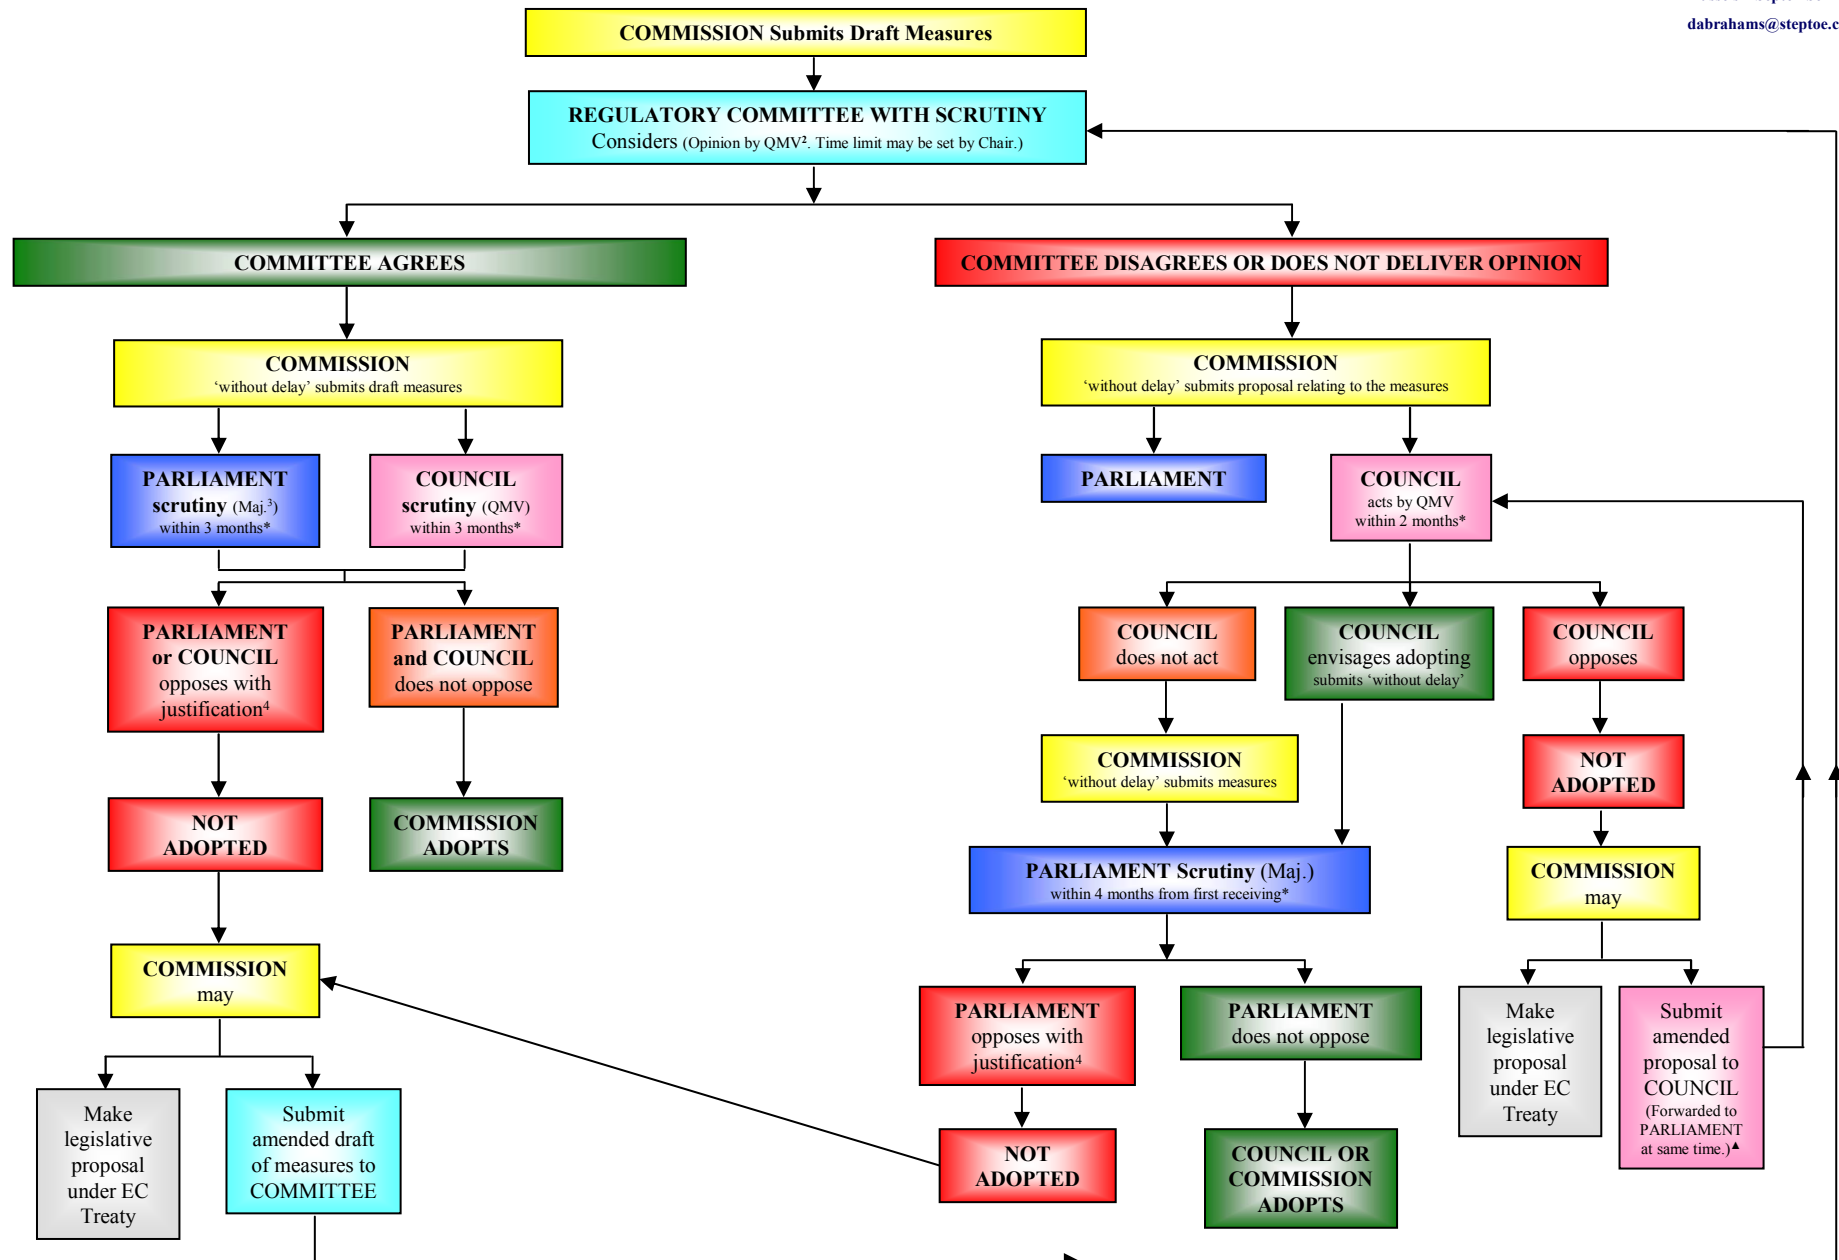 dabrahams@steptoe.c
COMMISSION Submits Draft Measures
REGULATORY COMMITTEE WITH SCRUTINY
Considers (Opinion by QMV². Time limit may be set by Chair.)
COMMITTEE AGREES
COMMITTEE DISAGREES OR DOES NOT DELIVER OPINION
COMMISSION
‘without delay’ submits draft measures
COMMISSION
‘without delay’ submits proposal relating to the measures
PARLIAMENT
scrutiny (Maj.³)
within 3 months*
COUNCIL
scrutiny (QMV)
within 3 months*
PARLIAMENT
COUNCIL
acts by QMV
within 2 months*
PARLIAMENT
or COUNCIL
opposes with
justification⁴
PARLIAMENT
and COUNCIL
does not oppose
COUNCIL
does not act
COUNCIL
envisages adopting
submits ‘without delay’
COUNCIL
opposes
COMMISSION
‘without delay’ submits measures
NOT
ADOPTED
NOT
ADOPTED
COMMISSION
ADOPTS
PARLIAMENT Scrutiny (Maj.)
within 4 months from first receiving*
COMMISSION
may
COMMISSION
may
PARLIAMENT
opposes with
justification⁴
PARLIAMENT
does not oppose
Make
legislative
proposal
under EC
Treaty
Submit
amended
proposal to
COUNCIL
(Forwarded to
PARLIAMENT
at same time.)▲
Make
legislative
proposal
under EC
Treaty
Submit
amended draft
of measures to
COMMITTEE
NOT
ADOPTED
COUNCIL OR
COMMISSION
ADOPTS